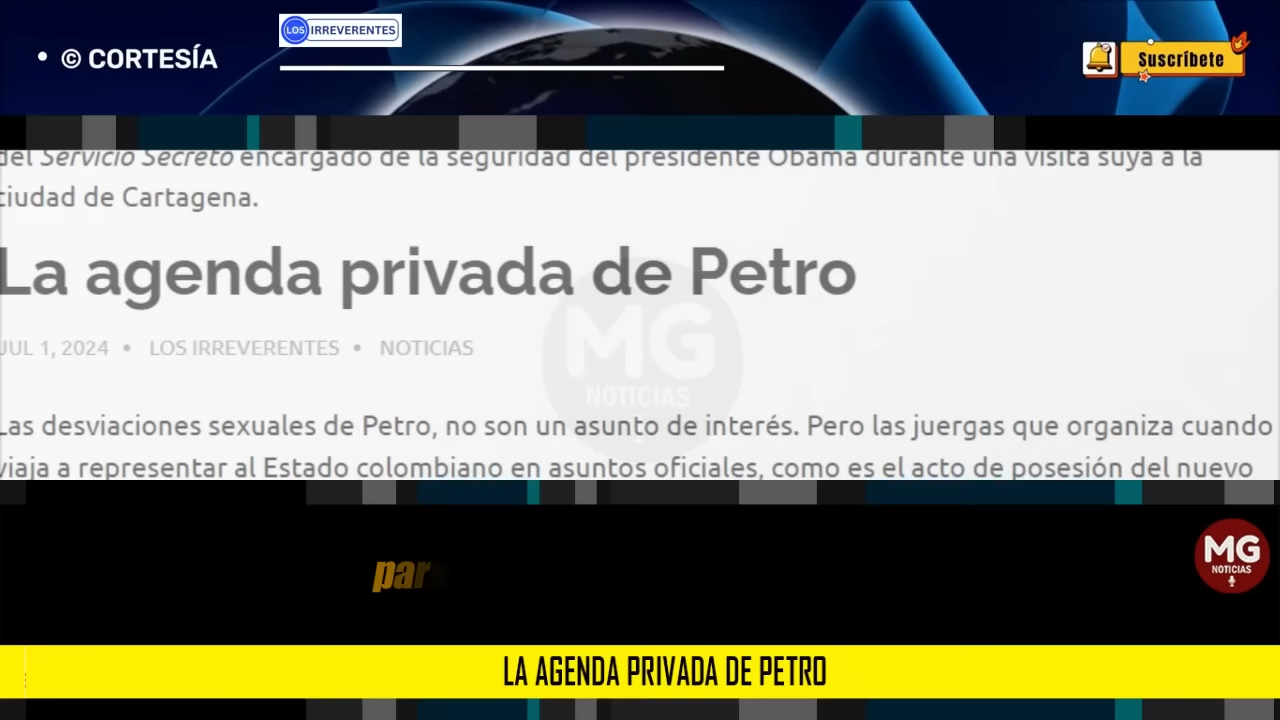 LOS IRREVERENTES
• © CORTESÍA
Suscríbete
del Servicio Secreto encargado de la seguridad del presidente Obama durante una visita suya a la
ciudad de Cartagena.
La agenda privada de Petro
JUL 1, 2024 • LOS IRREVERENTES • NOTICIAS
MG
NOTICIAS
Las desviaciones sexuales de Petro, no son un asunto de interés. Pero las juergas que organiza cuando
viaja a representar al Estado colombiano en asuntos oficiales, como es el acto de posesión del nuevo
par
MG
NOTICIAS
LA AGENDA PRIVADA DE PETRO